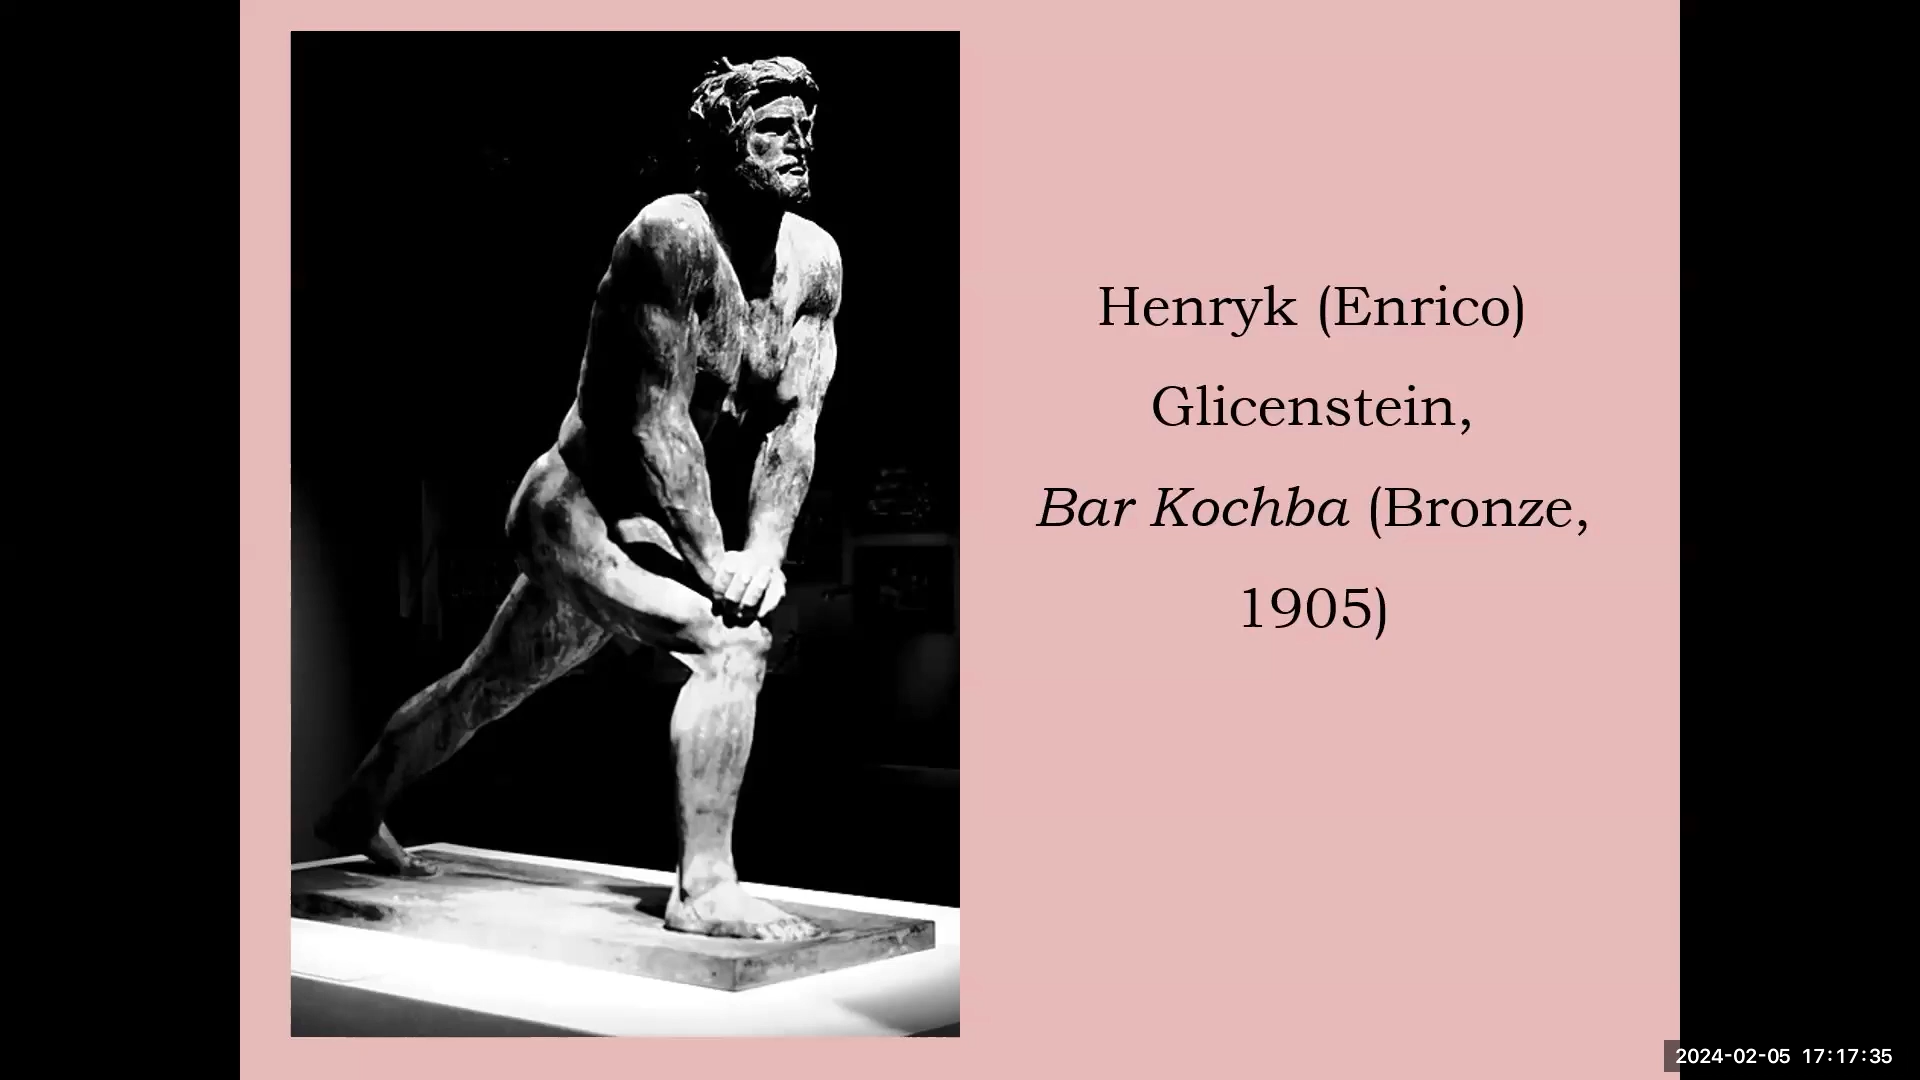 Henryk (Enrico)
Glicenstein,
Bar Kochba (Bronze,
1905)
2024-02-05 17:17:35